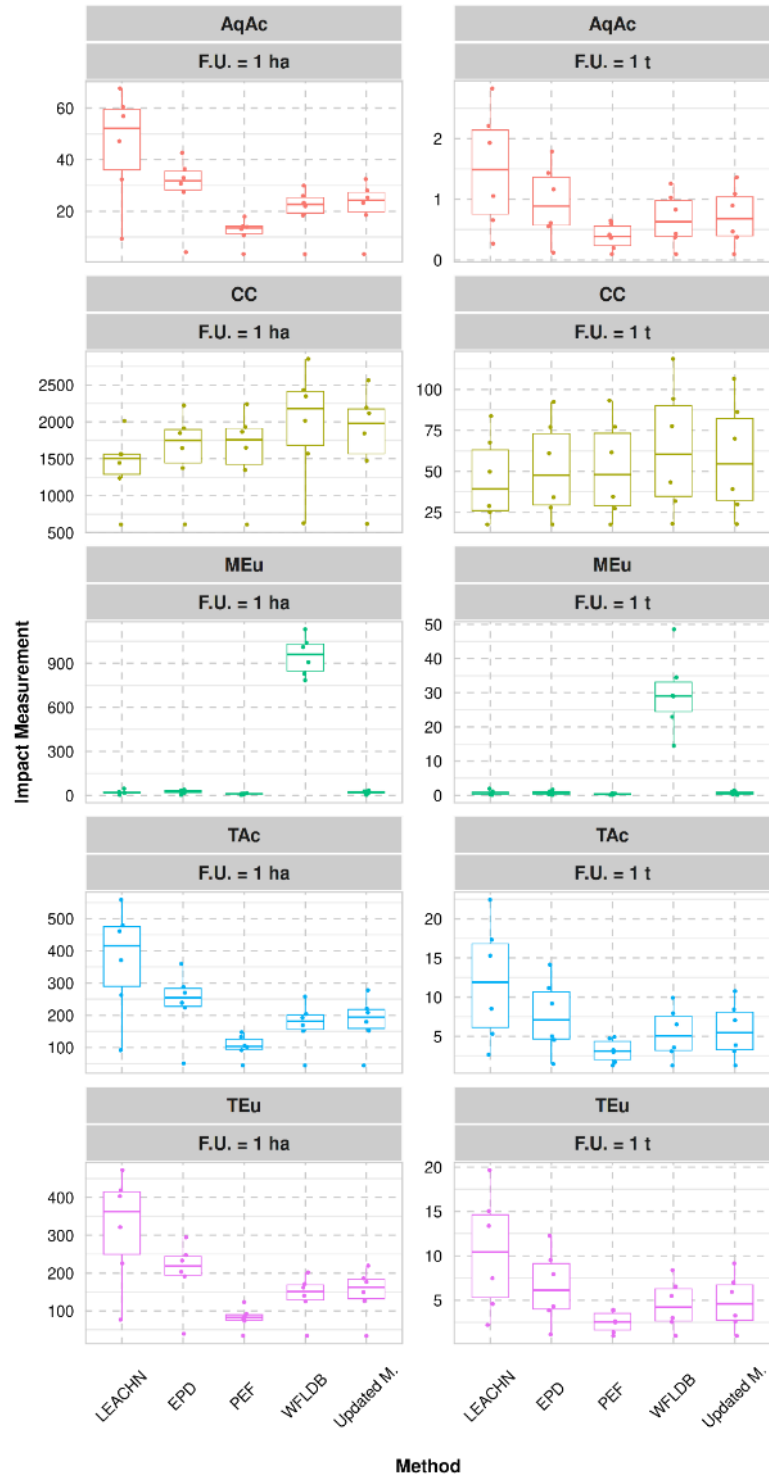 AqAc
AqAc
F.U. = 1 ha
F.U. = 1 t
60
40
20
2
1
0
CC
CC
F.U. = 1 ha
F.U. = 1 t
2500
2000
1500
1000
500
100
75
50
25
MEu
MEu
F.U. = 1 ha
F.U. = 1 t
900
600
300
0
50
40
30
20
10
0
Impact Measurement
TAc
TAc
F.U. = 1 ha
F.U. = 1 t
500
400
300
200
100
20
15
10
5
TEu
TEu
F.U. = 1 ha
F.U. = 1 t
400
300
200
100
20
15
10
5
LEACHN
EPD
PEF
WFLDB
Updated M.
LEACHN
EPD
PEF
WFLDB
Updated M.
Method